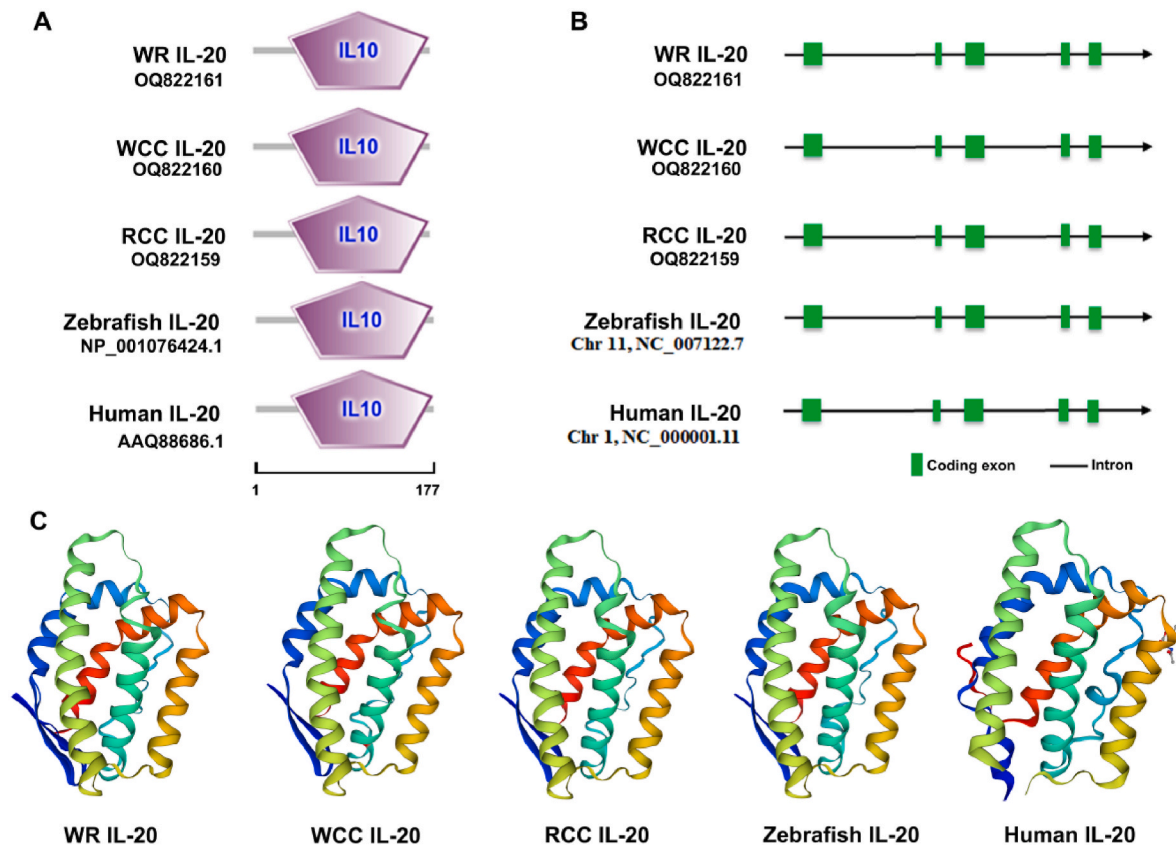 A
WR IL-20
OQ822161
IL10
WCC IL-20
OQ822160
IL10
RCC IL-20
OQ822159
IL10
Zebrafish IL-20
NP_001076424.1
IL10
Human IL-20
AAQ88686.1
IL10
1
177
B
WR IL-20
OQ822161
WCC IL-20
OQ822160
RCC IL-20
OQ822159
Zebrafish IL-20
Chr 11, NC_007122.7
Human IL-20
Chr 1, NC_000001.11
Coding exon
Intron
C
WR IL-20
WCC IL-20
RCC IL-20
Zebrafish IL-20
Human IL-20